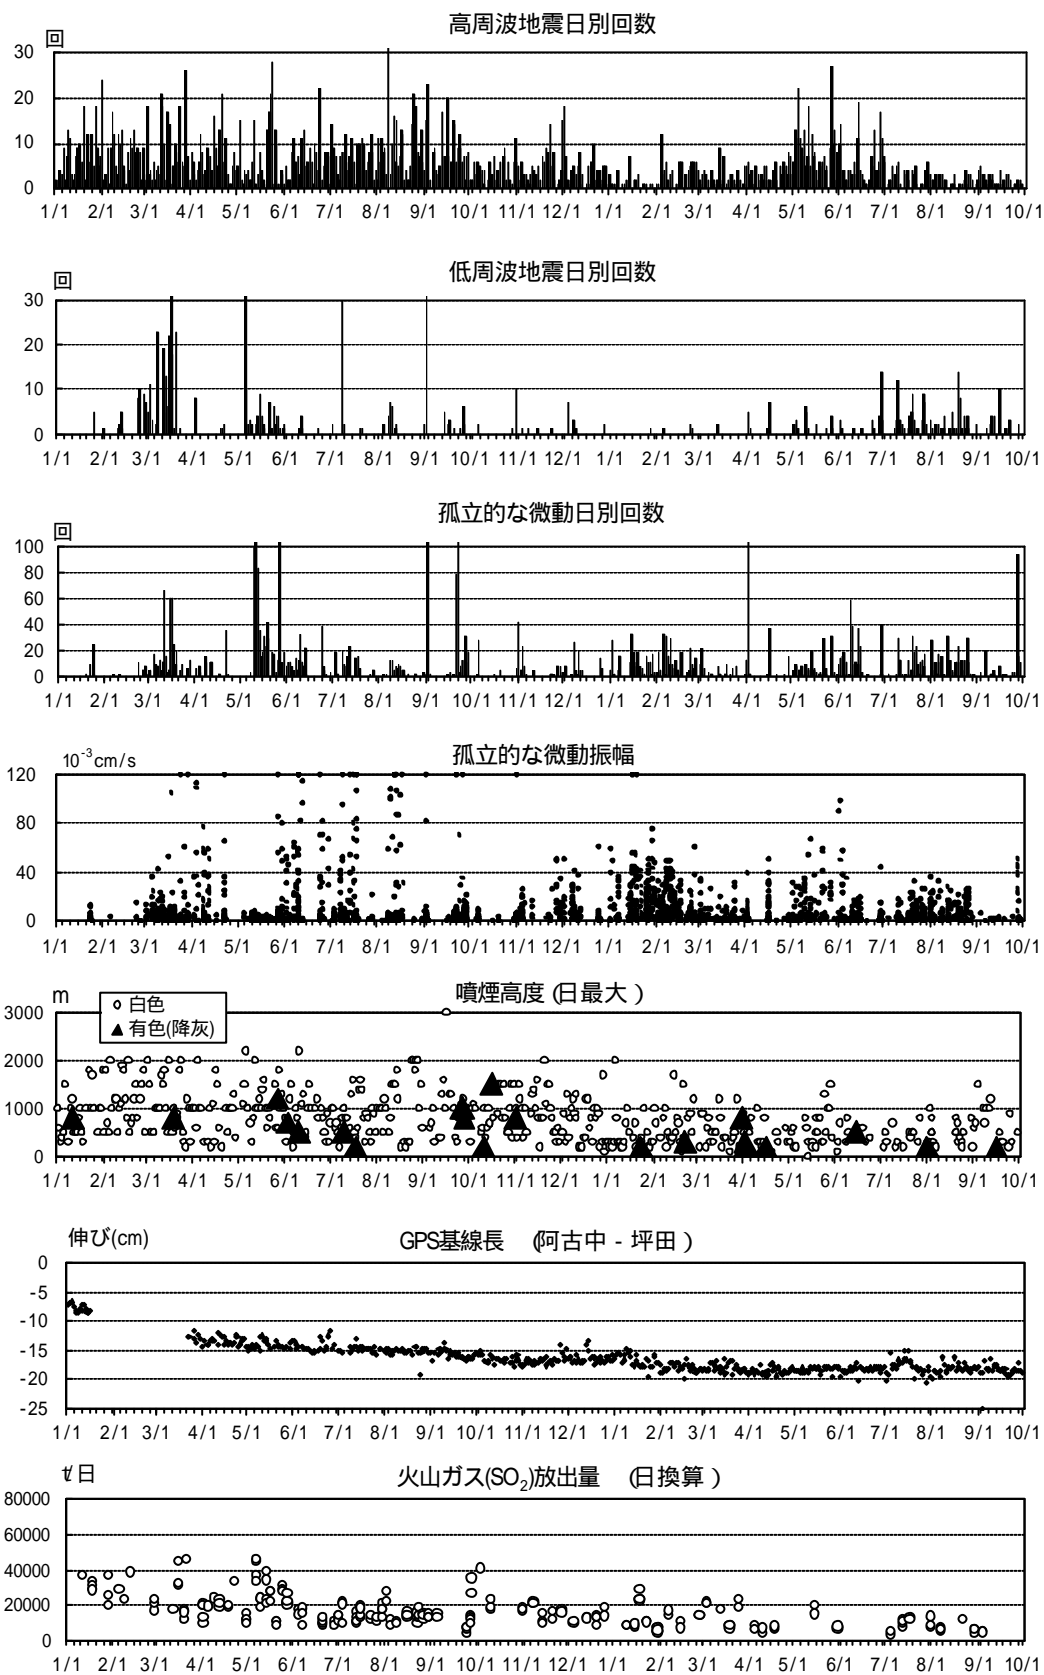 高周波地震日別回数
回
30
20
10
0
1/1 2/1 3/1 4/1 5/1 6/1 7/1 8/1 9/1 10/1 11/1 12/1 1/1 2/1 3/1 4/1 5/1 6/1 7/1 8/1 9/1 10/1
低周波地震日別回数
回
30
20
10
0
1/1 2/1 3/1 4/1 5/1 6/1 7/1 8/1 9/1 10/1 11/1 12/1 1/1 2/1 3/1 4/1 5/1 6/1 7/1 8/1 9/1 10/1
孤立的な微動日別回数
回
100
80
60
40
20
0
1/1 2/1 3/1 4/1 5/1 6/1 7/1 8/1 9/1 10/1 11/1 12/1 1/1 2/1 3/1 4/1 5/1 6/1 7/1 8/1 9/1 10/1
10⁻³cm/s 孤立的な微動振幅
120
80
40
0
1/1 2/1 3/1 4/1 5/1 6/1 7/1 8/1 9/1 10/1 11/1 12/1 1/1 2/1 3/1 4/1 5/1 6/1 7/1 8/1 9/1 10/1
m 噴煙高度 (日最大)
白色
有色(降灰)
3000
2000
1000
0
1/1 2/1 3/1 4/1 5/1 6/1 7/1 8/1 9/1 10/1 11/1 12/1 1/1 2/1 3/1 4/1 5/1 6/1 7/1 8/1 9/1 10/1
伸び(cm) GPS基線長 (阿古中 - 坪田)
0
-5
-10
-15
-20
-25
1/1 2/1 3/1 4/1 5/1 6/1 7/1 8/1 9/1 10/1 11/1 12/1 1/1 2/1 3/1 4/1 5/1 6/1 7/1 8/1 9/1 10/1
t/日 火山ガス(SO₂)放出量 (日換算)
80000
60000
40000
20000
0
1/1 2/1 3/1 4/1 5/1 6/1 7/1 8/1 9/1 10/1 11/1 12/1 1/1 2/1 3/1 4/1 5/1 6/1 7/1 8/1 9/1 10/1